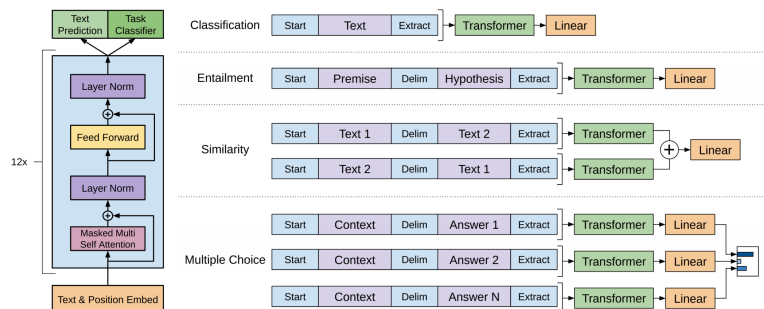 Text
Prediction
Task
Classifier
12x
Layer Norm
+
Feed Forward
Layer Norm
+
Masked Multi
Self Attention
Text & Position Embed
Classification Start Text Extract Transformer Linear
Entailment Start Premise Delim Hypothesis Extract Transformer Linear
Similarity
Start Text 1 Delim Text 2 Extract Transformer
+ Linear
Start Text 2 Delim Text 1 Extract Transformer
Multiple Choice
Start Context Delim Answer 1 Extract Transformer Linear
Start Context Delim Answer 2 Extract Transformer Linear
Start Context Delim Answer N Extract Transformer Linear